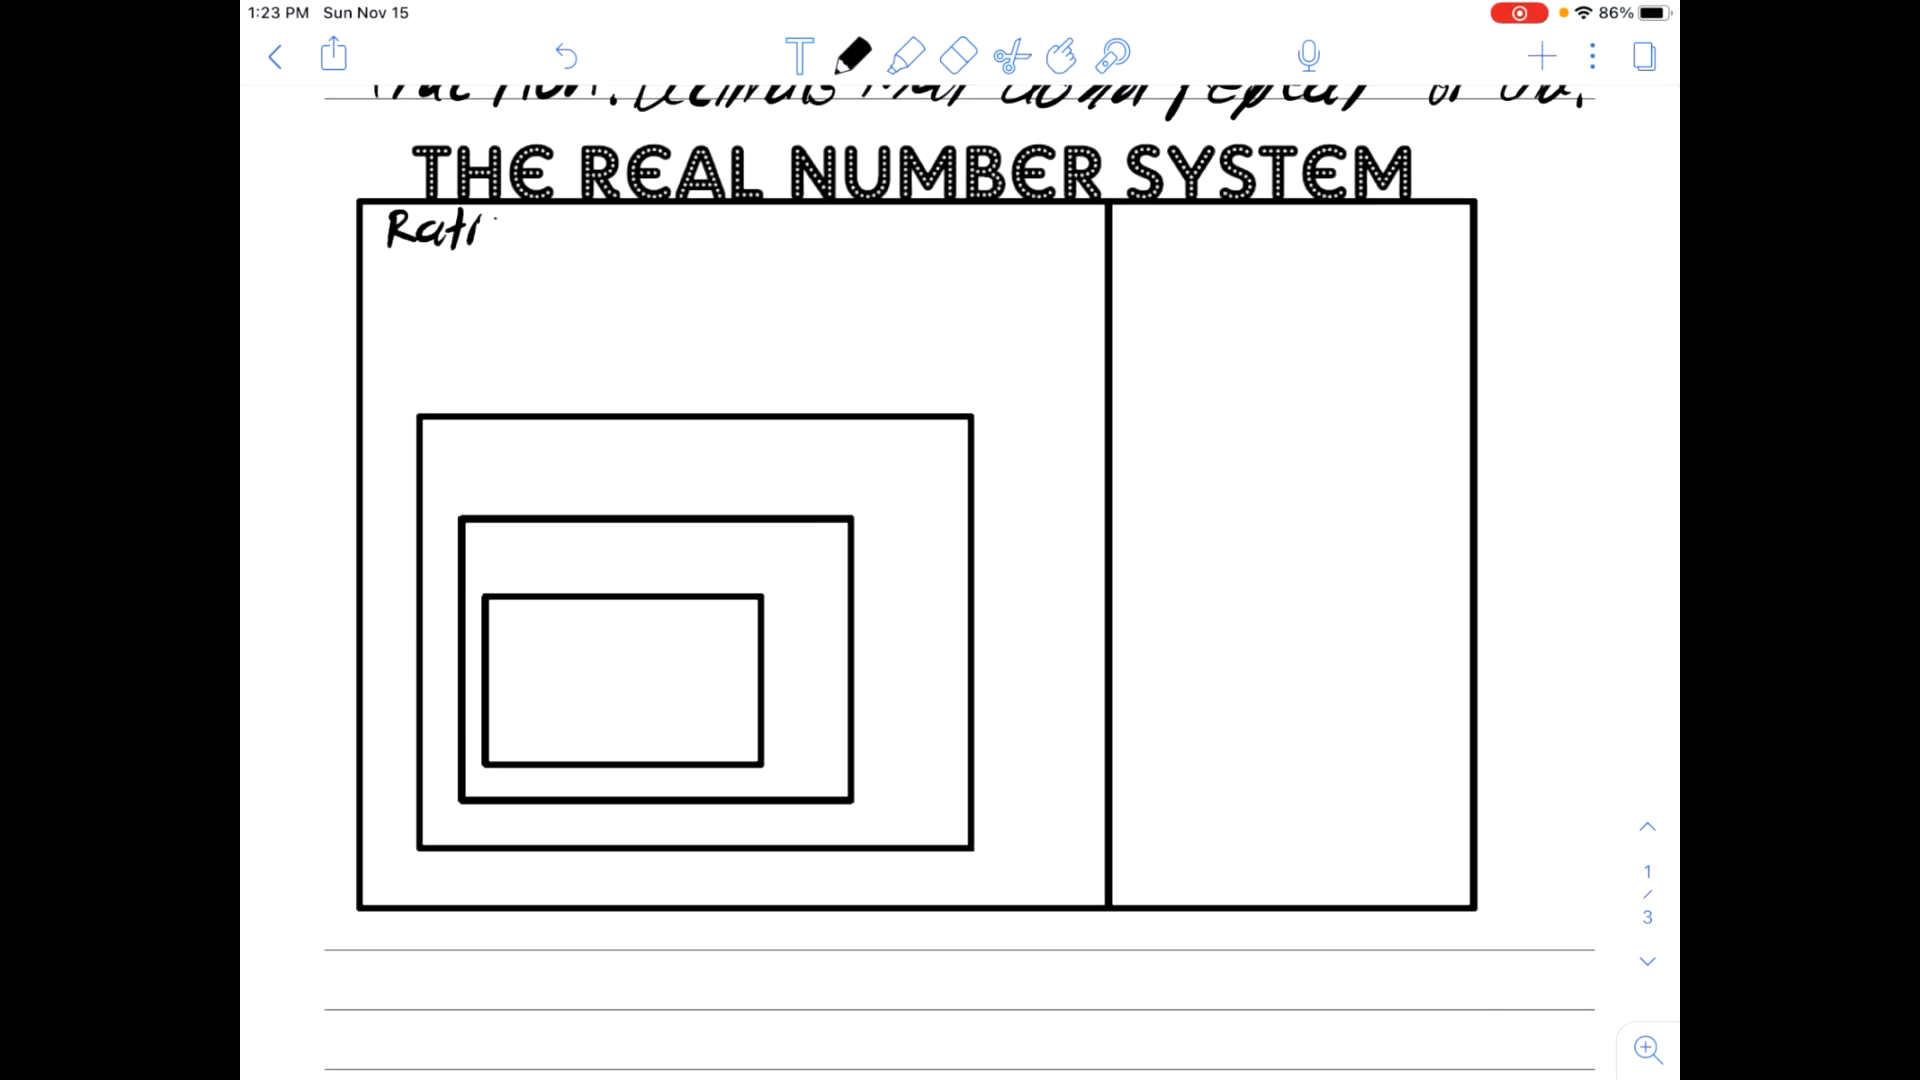 1:23 PM Sun Nov 15
86%
T
THE REAL NUMBER SYSTEM
Rati
1
/
3